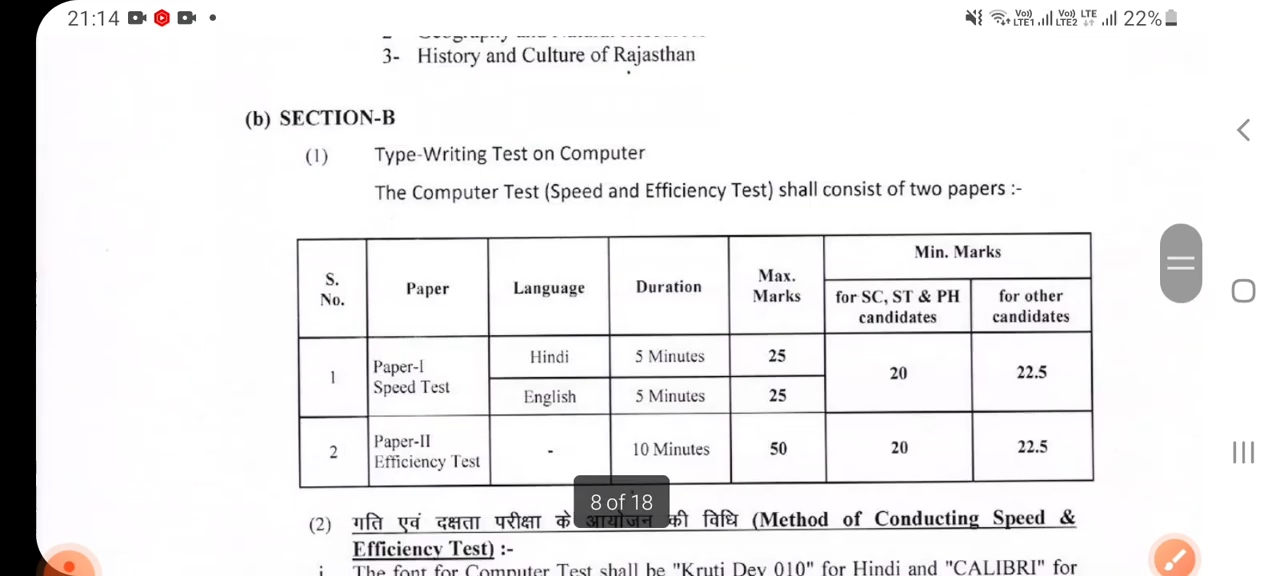 21:14
Vo)) LTE1 Vo)) LTE2 LTE 22%
3- History and Culture of Rajasthan
(b) SECTION-B
(1) Type-Writing Test on Computer
The Computer Test (Speed and Efficiency Test) shall consist of two papers :-
S. No. Paper Language Duration Max. Marks Min. Marks
for SC, ST & PH candidates for other candidates
1 Paper-I Speed Test Hindi 5 Minutes 25 20 22.5
English 5 Minutes 25
2 Paper-II Efficiency Test - 10 Minutes 50 20 22.5
8 of 18
(2) गति एवं दक्षता परीक्षा के आयोजन की विधि (Method of Conducting Speed &
Efficiency Test) :-
i The font for Computer Test shall be "Kruti Dev 010" for Hindi and "CALIBRI" for